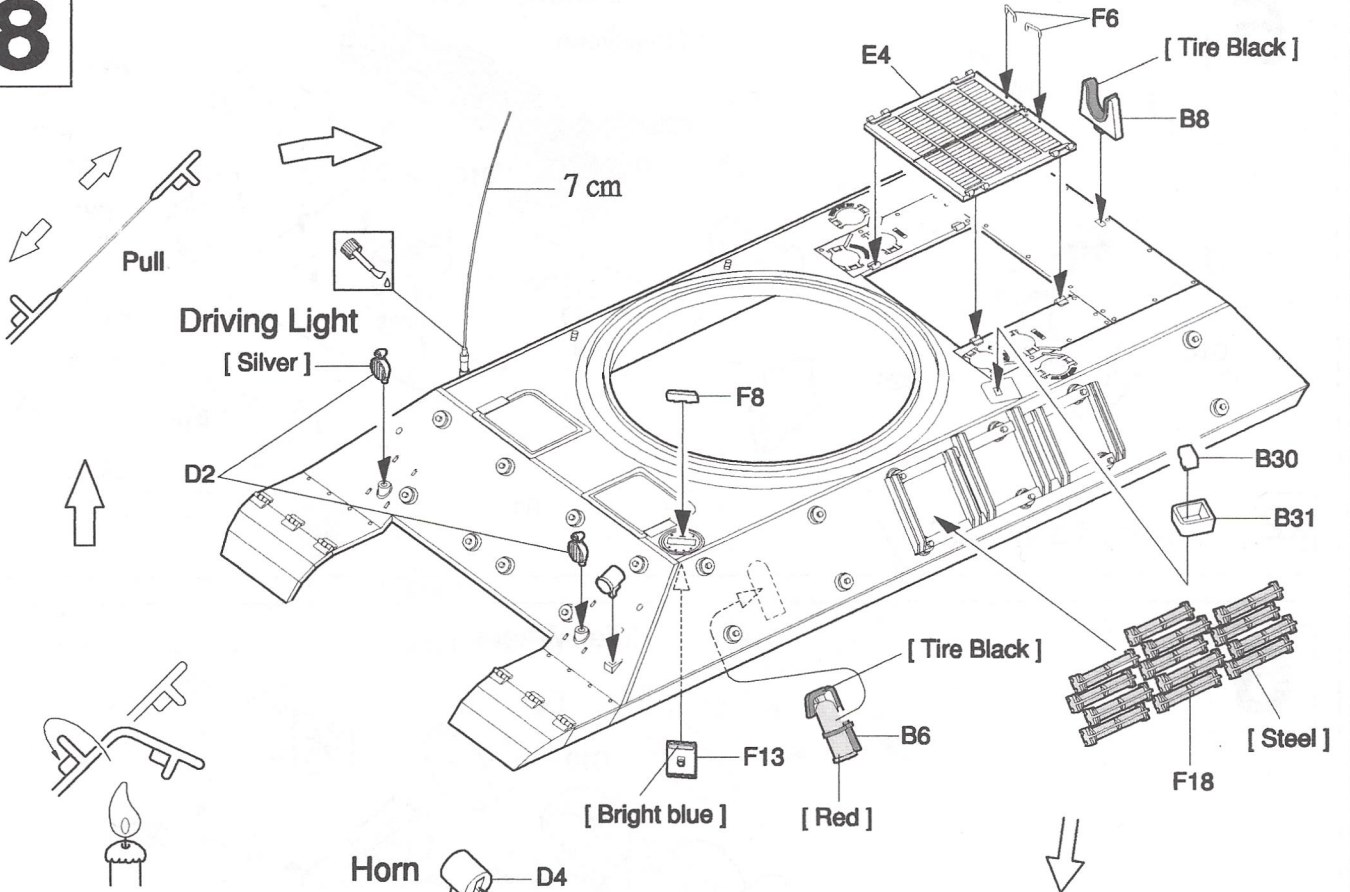 8
F6
E4
[ Tire Black ]
B8
7 cm
Pull
Driving Light
[ Silver ]
F8
D2
B30
B31
[ Tire Black ]
B6
F13
[ Steel ]
F18
[ Bright blue ]
[ Red ]
Horn
D4